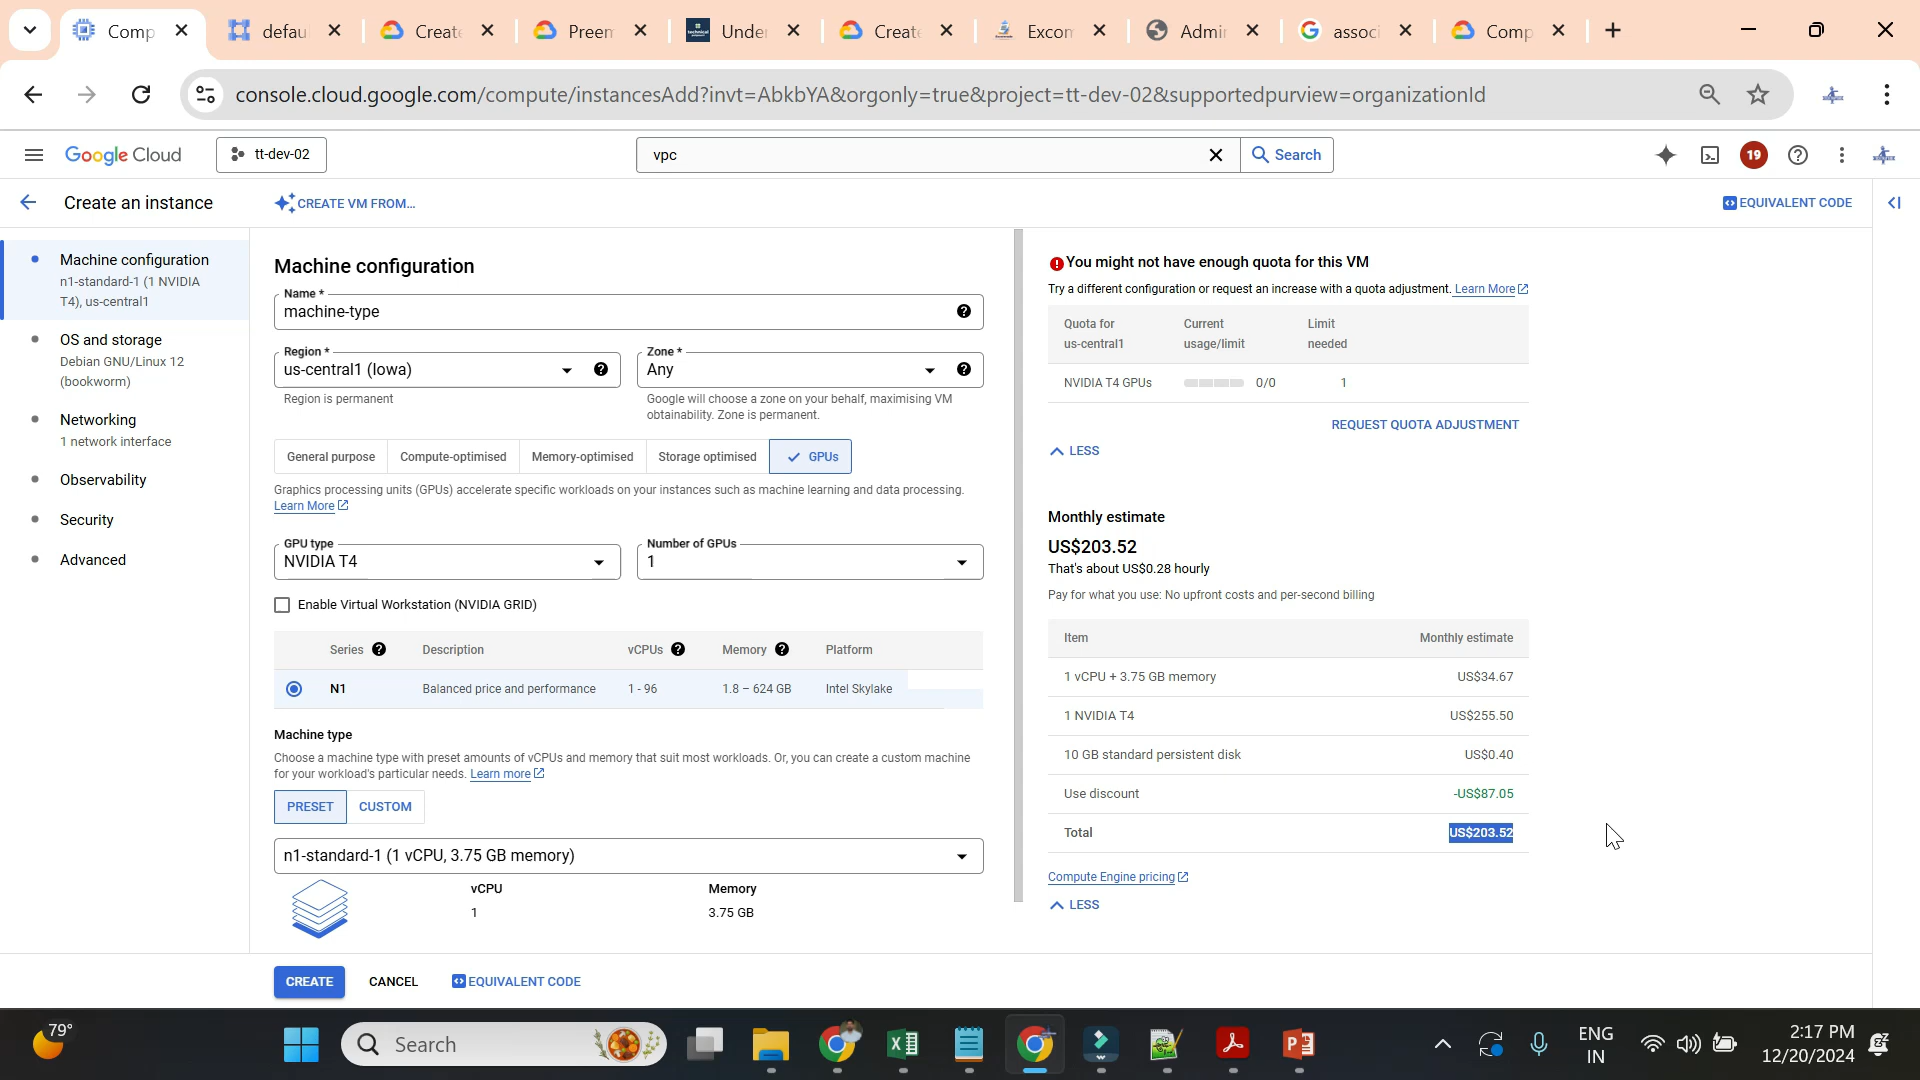 Comp
defau
Create
Preem
Under
Create
Excom
Admin
associ
Comp
console.cloud.google.com/compute/instancesAdd?invt=AbkbYA&orgonly=true&project=tt-dev-02&supportedpurview=organizationId
Google Cloud
tt-dev-02
vpc
Search
19
Create an instance
CREATE VM FROM...
EQUIVALENT CODE
Machine configuration
n1-standard-1 (1 NVIDIA
T4), us-central1
OS and storage
Debian GNU/Linux 12
(bookworm)
Networking
1 network interface
Observability
Security
Advanced
Machine configuration
Name *
machine-type
Region *
us-central1 (Iowa)
Region is permanent
Zone *
Any
Google will choose a zone on your behalf, maximising VM
obtainability. Zone is permanent.
General purpose
Compute-optimised
Memory-optimised
Storage optimised
GPUs
Graphics processing units (GPUs) accelerate specific workloads on your instances such as machine learning and data processing.
Learn More
GPU type
NVIDIA T4
Number of GPUs
1
Enable Virtual Workstation (NVIDIA GRID)
Series Description vCPUs Memory Platform
N1 Balanced price and performance 1 - 96 1.8 – 624 GB Intel Skylake
Machine type
Choose a machine type with preset amounts of vCPUs and memory that suit most workloads. Or, you can create a custom machine
for your workload's particular needs. Learn more
PRESET
CUSTOM
n1-standard-1 (1 vCPU, 3.75 GB memory)
vCPU Memory
1 3.75 GB
CREATE
CANCEL
EQUIVALENT CODE
You might not have enough quota for this VM
Try a different configuration or request an increase with a quota adjustment. Learn More
Quota for Current Limit
us-central1 usage/limit needed
NVIDIA T4 GPUs 0/0 1
REQUEST QUOTA ADJUSTMENT
LESS
Monthly estimate
US$203.52
That's about US$0.28 hourly
Pay for what you use: No upfront costs and per-second billing
Item Monthly estimate
1 vCPU + 3.75 GB memory US$34.67
1 NVIDIA T4 US$255.50
10 GB standard persistent disk US$0.40
Use discount -US$87.05
Total US$203.52
Compute Engine pricing
LESS
79°
Search
ENG
IN
2:17 PM
12/20/2024